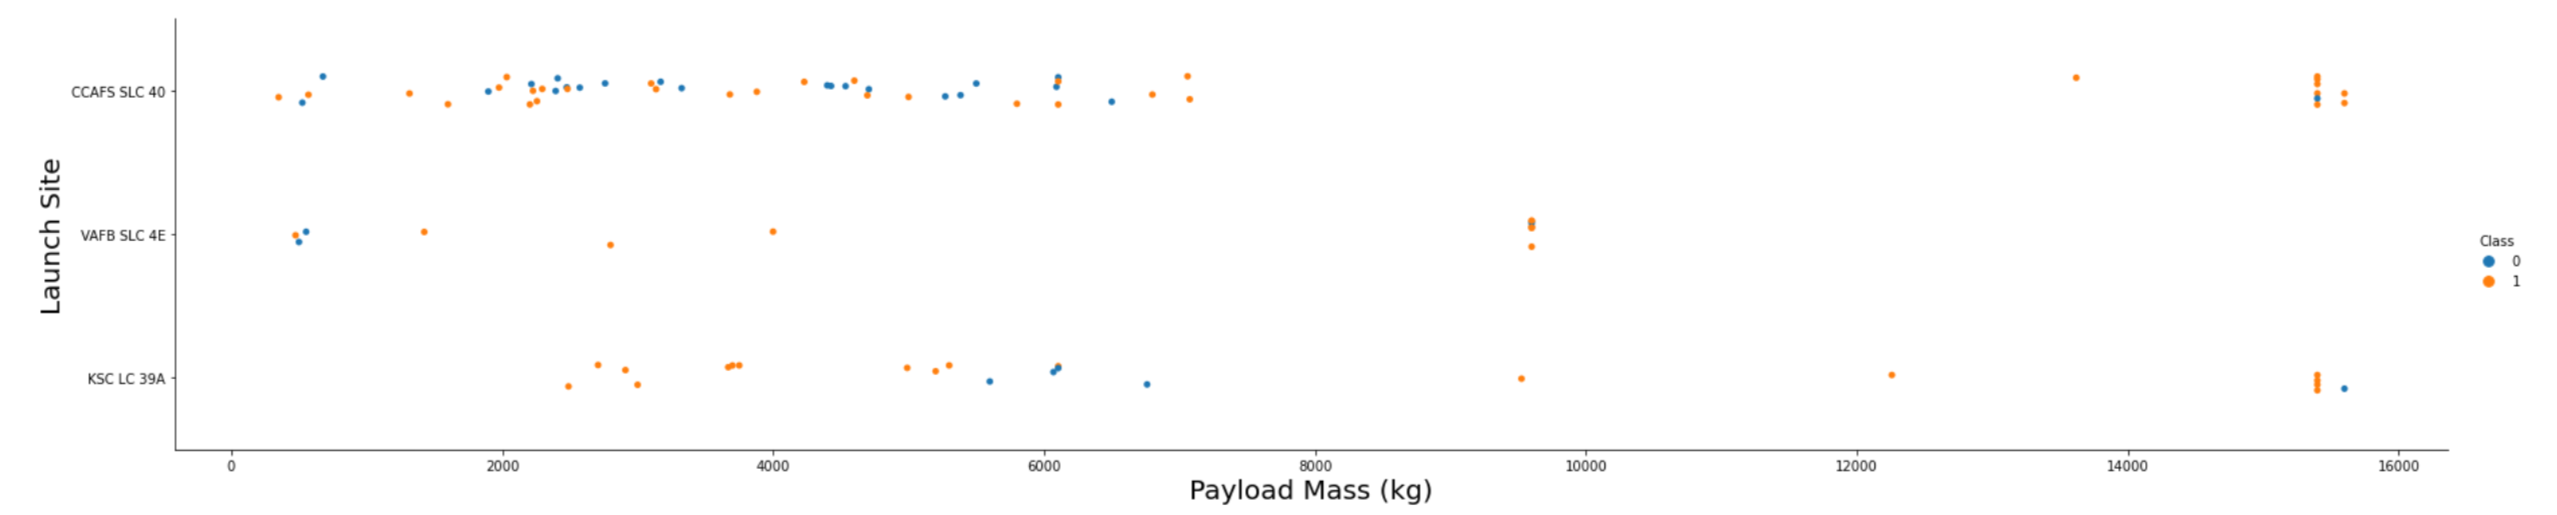 Launch Site
CCAFS SLC 40
VAFB SLC 4E
KSC LC 39A
0 2000 4000 6000 8000 10000 12000 14000 16000
Payload Mass (kg)
Class
0
1